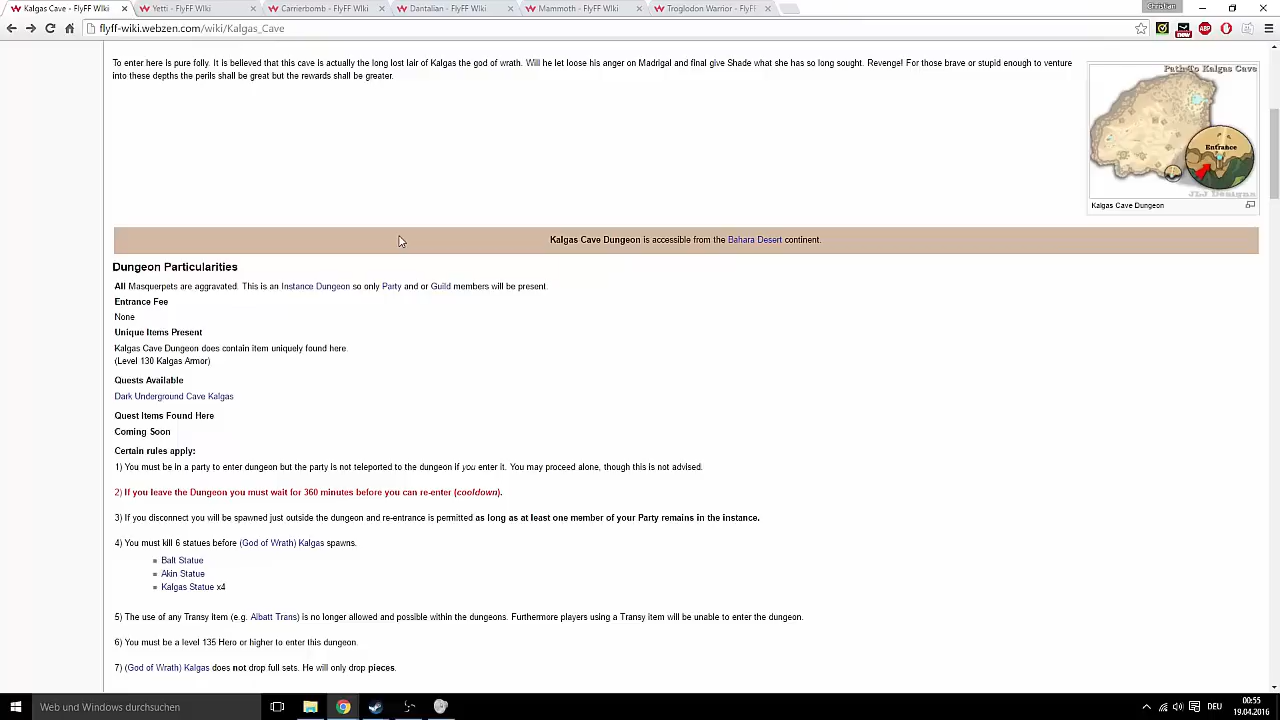 Kalgas Cave - FlyFF Wiki
Yetti - FlyFF Wiki
Carrierbomb - FlyFF Wiki
Dantalian - FlyFF Wiki
Mammoth - FlyFF Wiki
Troglodon Warrior - FlyF
Christian
flyff-wiki.webzen.com/wiki/Kalgas_Cave
ABP
To enter here is pure folly. It is believed that this cave is actually the long lost lair of Kalgas the god of wrath. Will he let loose his anger on Madrigal and final give Shade what she has so long sought. Revenge! For those brave or stupid enough to venture
into these depths the perils shall be great but the rewards shall be greater.
Path To Kalgas Cave
Entrance
JLJ Designs
Kalgas Cave Dungeon
Kalgas Cave Dungeon is accessible from the Bahara Desert continent.
Dungeon Particularities
All Masquerpets are aggravated. This is an Instance Dungeon so only Party and or Guild members will be present.
Entrance Fee
None
Unique Items Present
Kalgas Cave Dungeon does contain item uniquely found here.
(Level 130 Kalgas Armor)
Quests Available
Dark Underground Cave Kalgas
Quest Items Found Here
Coming Soon
Certain rules apply:
1) You must be in a party to enter dungeon but the party is not teleported to the dungeon if you enter it. You may proceed alone, though this is not advised.
2) If you leave the Dungeon you must wait for 360 minutes before you can re-enter (cooldown).
3) If you disconnect you will be spawned just outside the dungeon and re-entrance is permitted as long as at least one member of your Party remains in the instance.
4) You must kill 6 statues before (God of Wrath) Kalgas spawns.
Balt Statue
Akin Statue
Kalgas Statue x4
5) The use of any Transy item (e.g. Albatt Trans) is no longer allowed and possible within the dungeons. Furthermore players using a Transy item will be unable to enter the dungeon.
6) You must be a level 135 Hero or higher to enter this dungeon.
7) (God of Wrath) Kalgas does not drop full sets. He will only drop pieces.
Web und Windows durchsuchen
DEU
00:55
19.04.2016